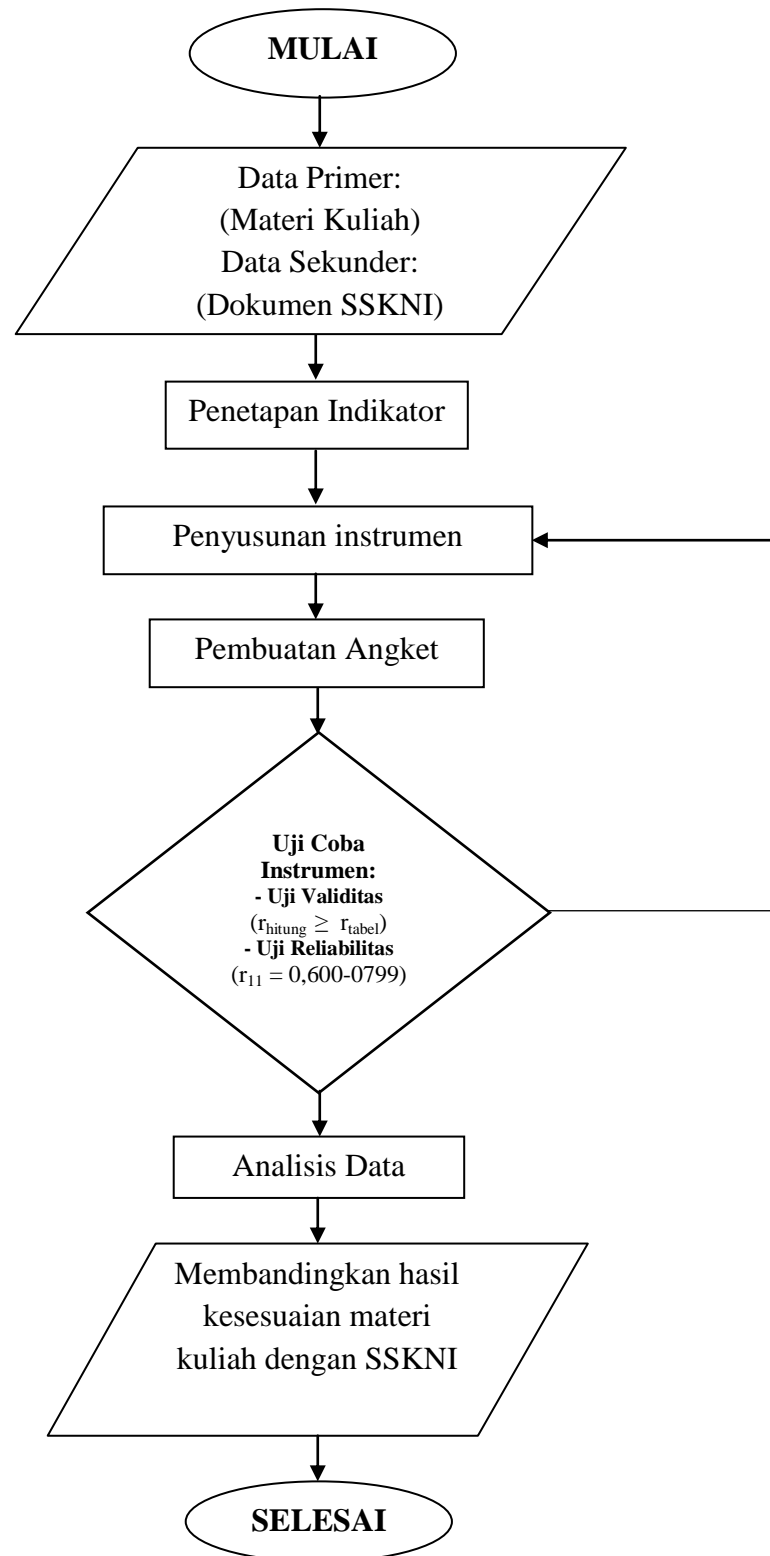 MULAI
Data Primer:
(Materi Kuliah)
Data Sekunder:
(Dokumen SSKNI)
Penetapan Indikator
Penyusunan instrumen
Pembuatan Angket
Uji Coba
Instrumen:
- Uji Validitas
(rhitung ≥ rtabel)
- Uji Reliabilitas
(r11 = 0,600-0799)
Analisis Data
Membandingkan hasil
kesesuaian materi
kuliah dengan SSKNI
SELESAI